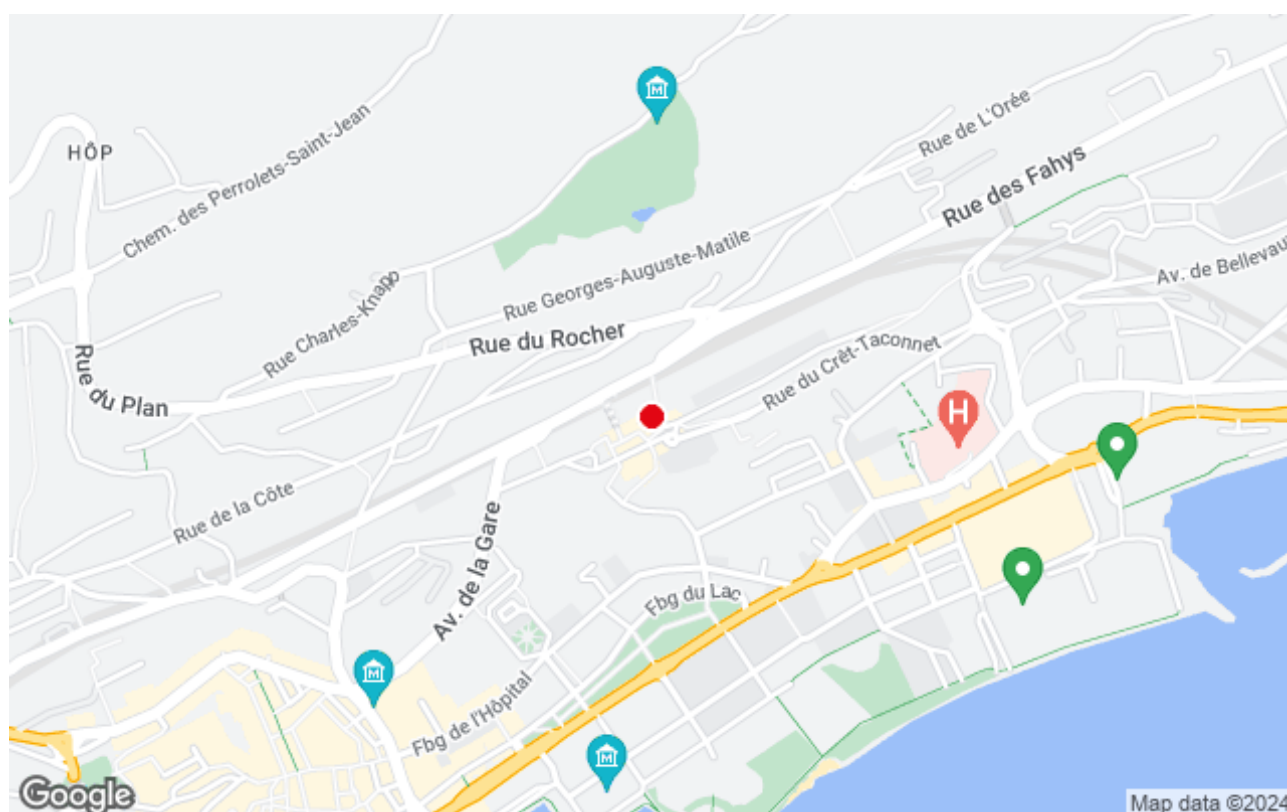 HÔP
Chem. des Perrolets-Saint-Jean
Rue de L'Orée
Rue des Fahys
Rue Georges-Auguste-Matile
Rue Charles-Knapp
Av. de Bellevaux
Rue du Rocher
Rue du Plan
Rue du Crêt-Taconnet
H
Rue de la Côte
Av. de la Gare
Fbg du Lac
Fbg de l'Hôpital
M
M
M
Google
Map data ©2024